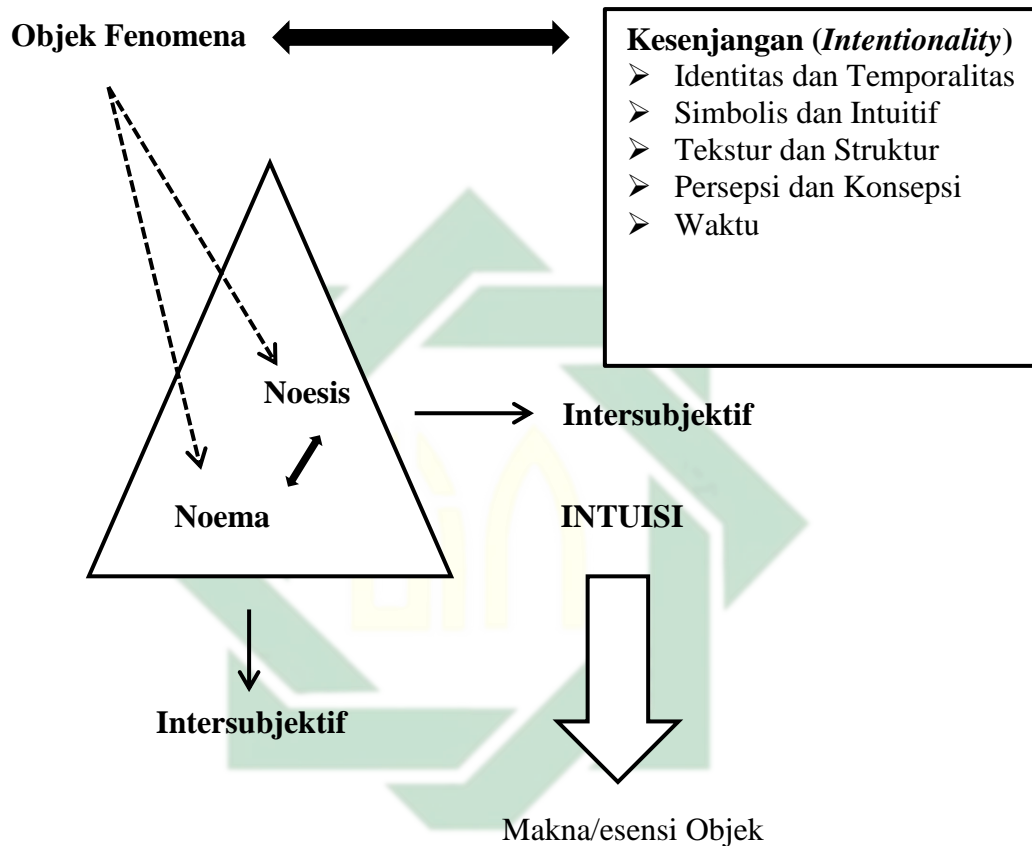 Objek Fenomena
Kesenjangan (Intentionality)
➤ Identitas dan Temporalitas
➤ Simbolis dan Intuitif
➤ Tekstur dan Struktur
➤ Persepsi dan Konsepsi
➤ Waktu
Noesis
Intersubjektif
Noema
INTUISI
Intersubjektif
Makna/esensi Objek